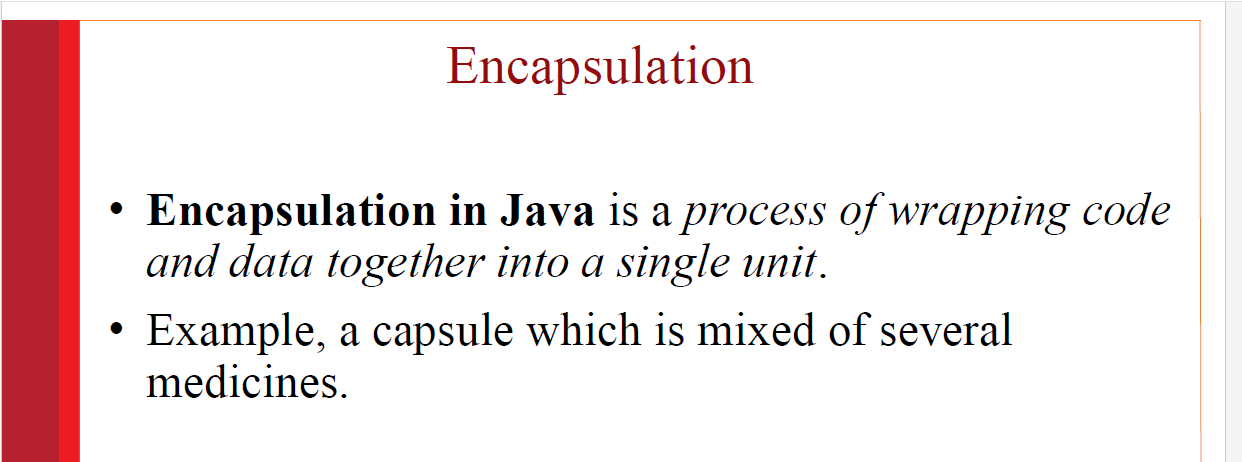 Encapsulation
• Encapsulation in Java is a process of wrapping code
and data together into a single unit.
• Example, a capsule which is mixed of several
medicines.